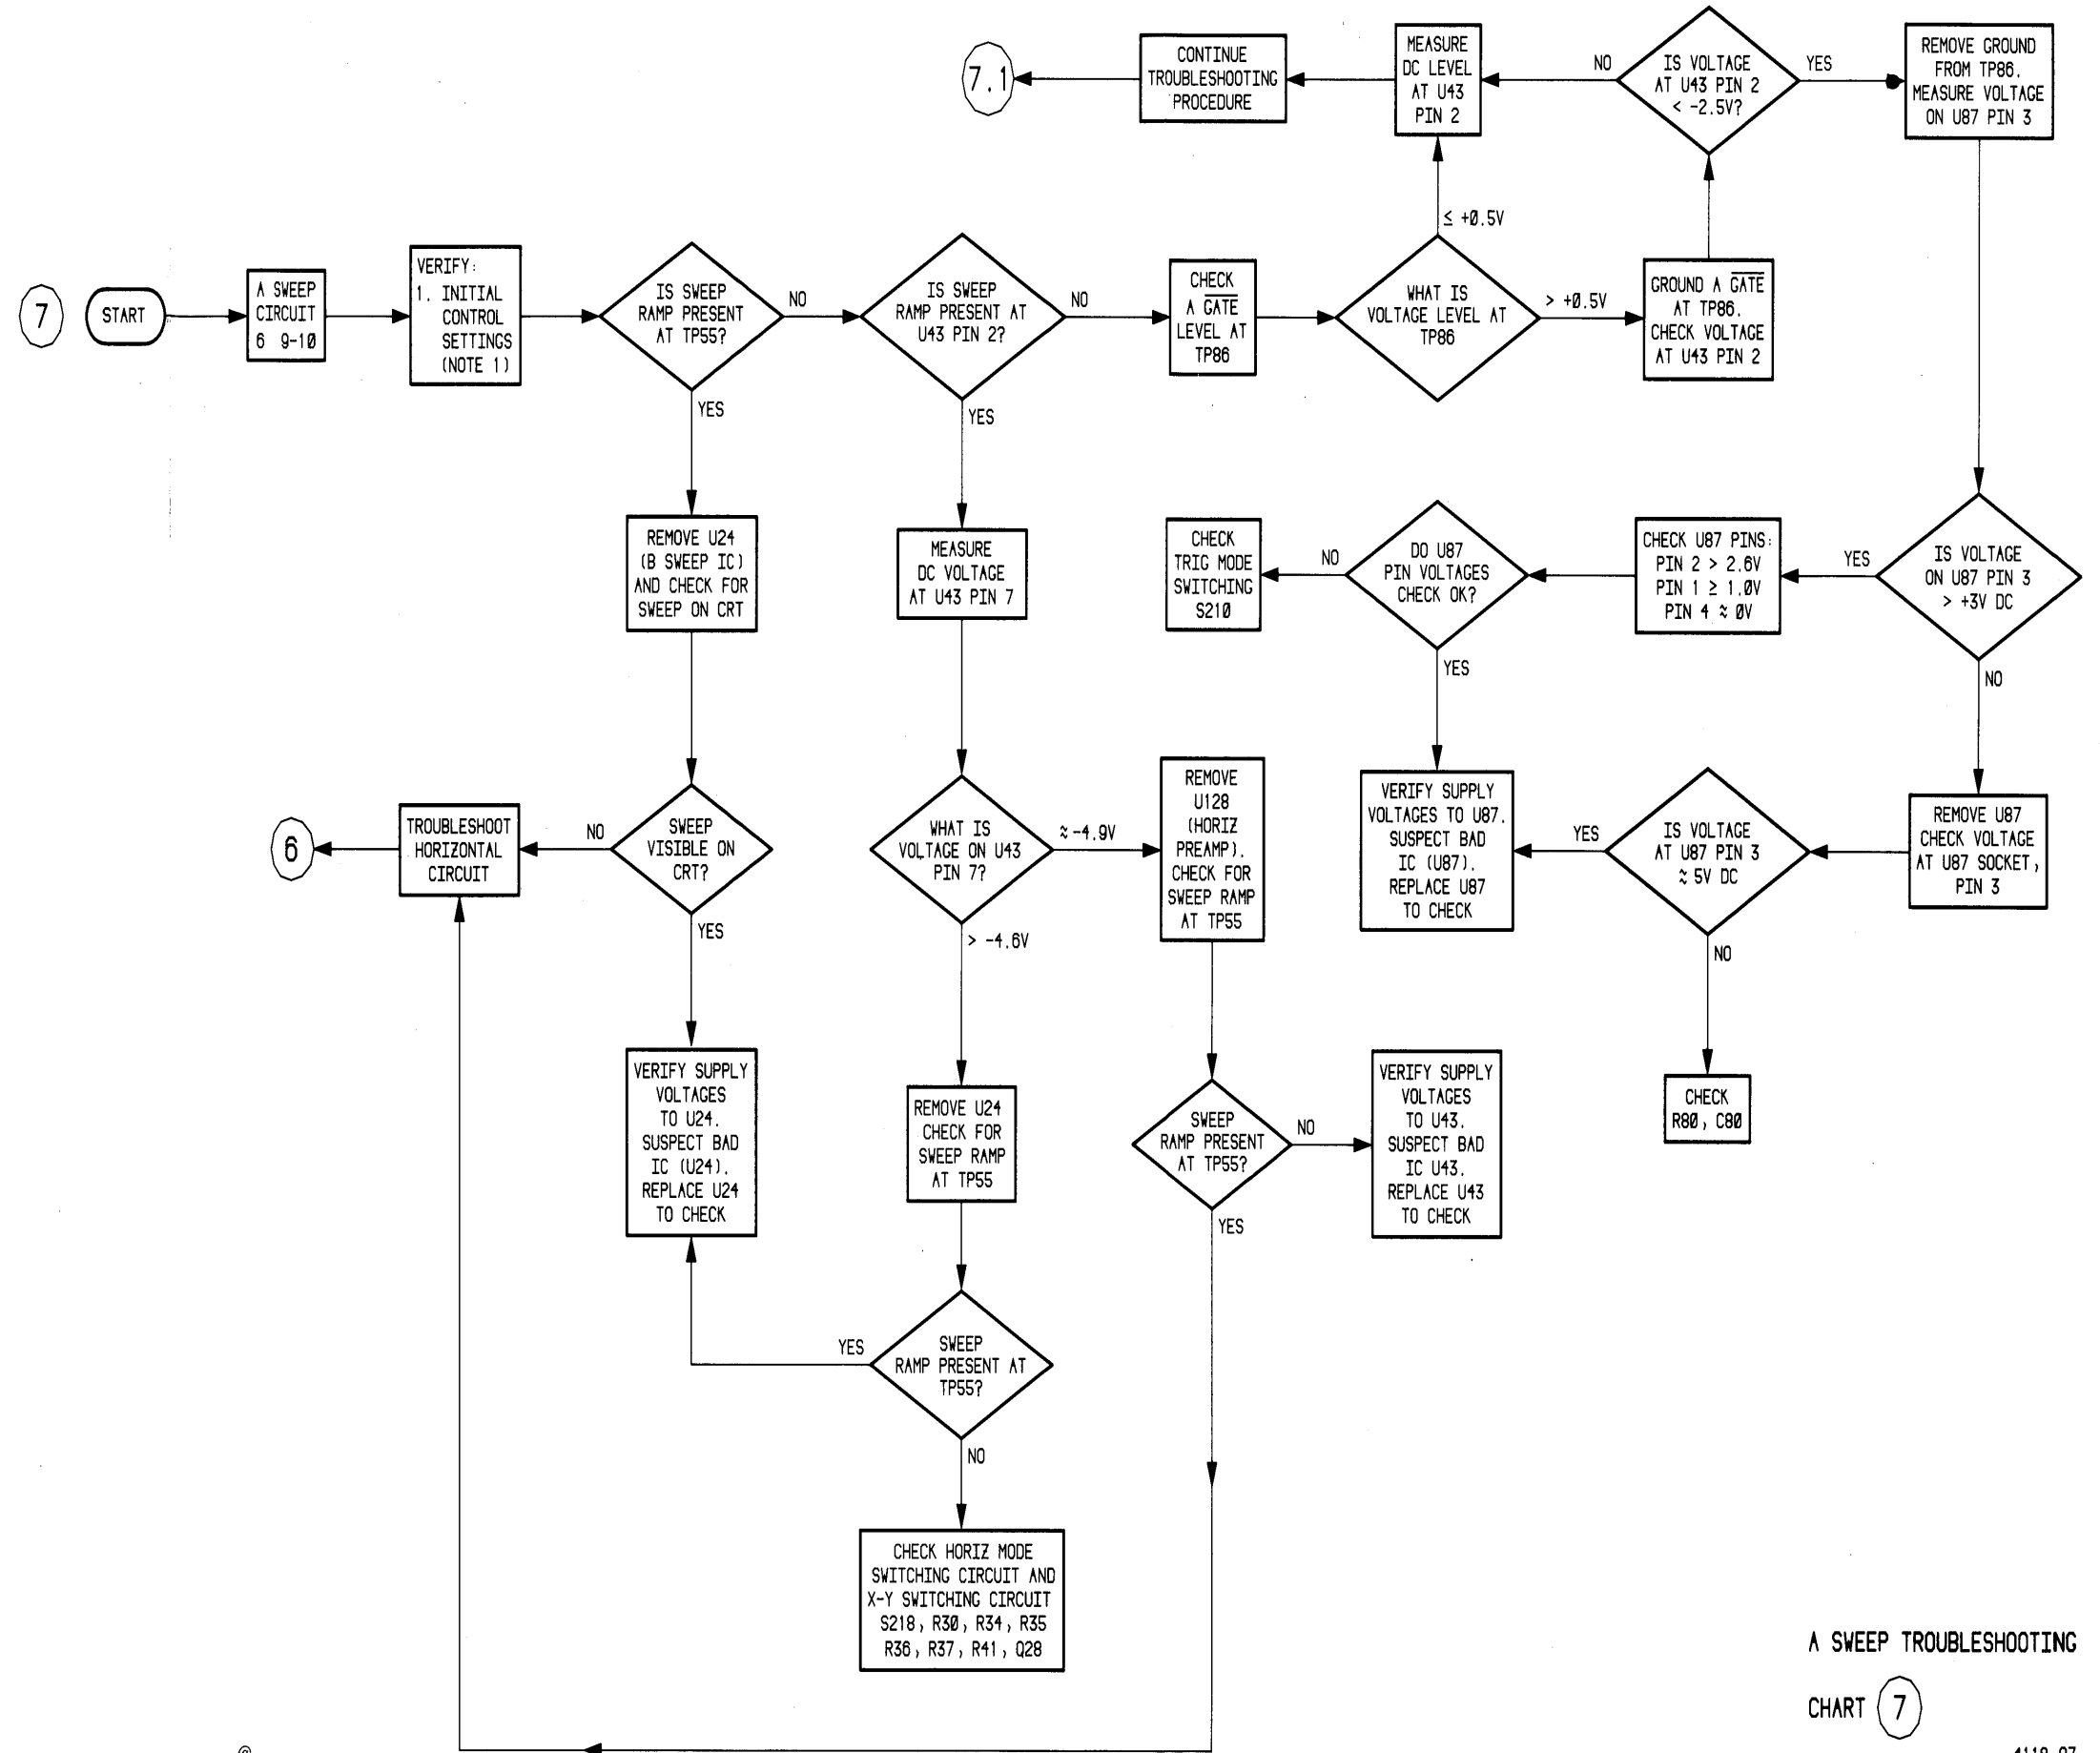 7
START
A SWEEP
CIRCUIT
6 9-10
VERIFY:
1. INITIAL
CONTROL
SETTINGS
(NOTE 1)
IS SWEEP
RAMP PRESENT
AT TP55?
NO
YES
IS SWEEP
RAMP PRESENT AT
U43 PIN 2?
NO
YES
CHECK
A GATE
LEVEL AT
TP86
WHAT IS
VOLTAGE LEVEL AT
TP86
≤ +0.5V
> +0.5V
GROUND A GATE
AT TP86.
CHECK VOLTAGE
AT U43 PIN 2
IS VOLTAGE
AT U43 PIN 2
< -2.5V?
NO
YES
MEASURE
DC LEVEL
AT U43
PIN 2
CONTINUE
TROUBLESHOOTING
PROCEDURE
7.1
REMOVE GROUND
FROM TP86.
MEASURE VOLTAGE
ON U87 PIN 3
IS VOLTAGE
ON U87 PIN 3
> +3V DC
YES
NO
CHECK U87 PINS:
PIN 2 > 2.6V
PIN 1 ≥ 1.0V
PIN 4 ≈ 0V
DO U87
PIN VOLTAGES
CHECK OK?
NO
YES
CHECK
TRIG MODE
SWITCHING
S210
REMOVE U87
CHECK VOLTAGE
AT U87 SOCKET,
PIN 3
IS VOLTAGE
AT U87 PIN 3
≈ 5V DC
YES
NO
VERIFY SUPPLY
VOLTAGES TO U87.
SUSPECT BAD
IC (U87).
REPLACE U87
TO CHECK
CHECK
R80, C80
REMOVE U24
(B SWEEP IC)
AND CHECK FOR
SWEEP ON CRT
SWEEP
VISIBLE ON
CRT?
NO
YES
TROUBLESHOOT
HORIZONTAL
CIRCUIT
6
VERIFY SUPPLY
VOLTAGES
TO U24.
SUSPECT BAD
IC (U24).
REPLACE U24
TO CHECK
MEASURE
DC VOLTAGE
AT U43 PIN 7
WHAT IS
VOLTAGE ON U43
PIN 7?
≈ -4.9V
> -4.6V
REMOVE
U128
(HORIZ
PREAMP).
CHECK FOR
SWEEP RAMP
AT TP55
REMOVE U24
CHECK FOR
SWEEP RAMP
AT TP55
SWEEP
RAMP PRESENT
AT TP55?
NO
YES
VERIFY SUPPLY
VOLTAGES
TO U43.
SUSPECT BAD
IC U43.
REPLACE U43
TO CHECK
SWEEP
RAMP PRESENT AT
TP55?
YES
NO
CHECK HORIZ MODE
SWITCHING CIRCUIT AND
X-Y SWITCHING CIRCUIT
S218, R30, R34, R35
R36, R37, R41, Q28
A SWEEP TROUBLESHOOTING
CHART 7